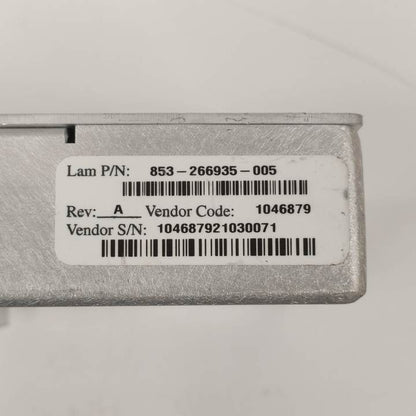 Lam P/N: 853-266935-005
Rev: A Vendor Code: 1046879
Vendor S/N: 104687921030071